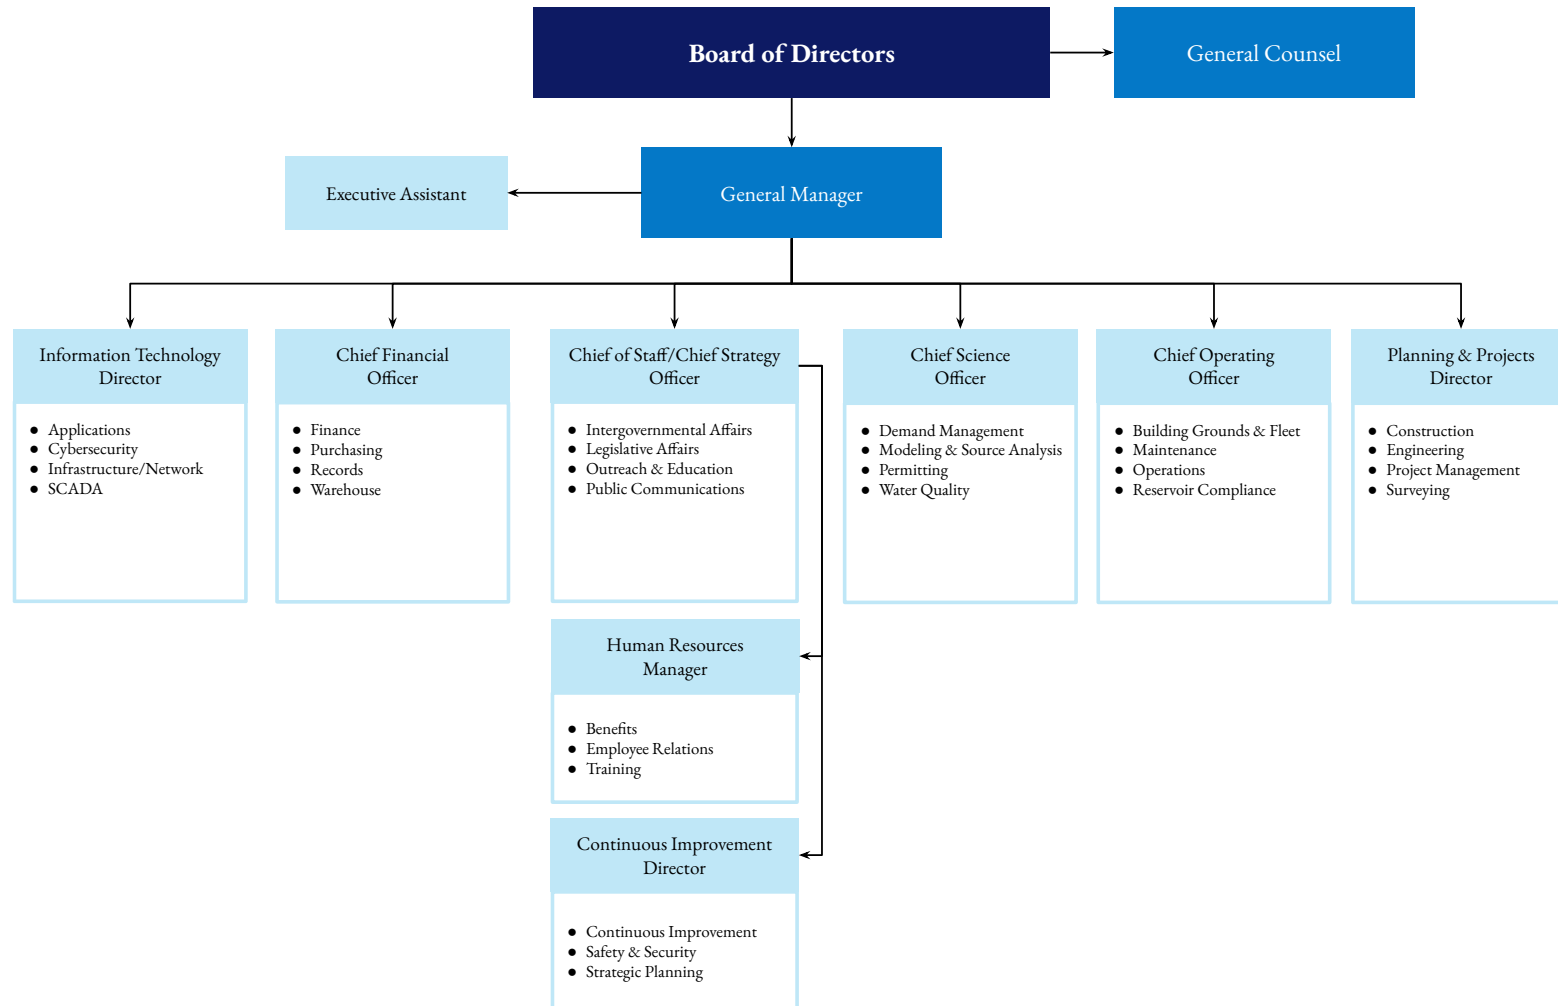 Board of Directors
General Counsel
Executive Assistant
General Manager
Information Technology
Director
● Applications
● Cybersecurity
● Infrastructure/Network
● SCADA
Chief Financial
Officer
● Finance
● Purchasing
● Records
● Warehouse
Chief of Staff/Chief Strategy
Officer
● Intergovernmental Affairs
● Legislative Affairs
● Outreach & Education
● Public Communications
Chief Science
Officer
● Demand Management
● Modeling & Source Analysis
● Permitting
● Water Quality
Chief Operating
Officer
● Building Grounds & Fleet
● Maintenance
● Operations
● Reservoir Compliance
Planning & Projects
Director
● Construction
● Engineering
● Project Management
● Surveying
Human Resources
Manager
● Benefits
● Employee Relations
● Training
Continuous Improvement
Director
● Continuous Improvement
● Safety & Security
● Strategic Planning